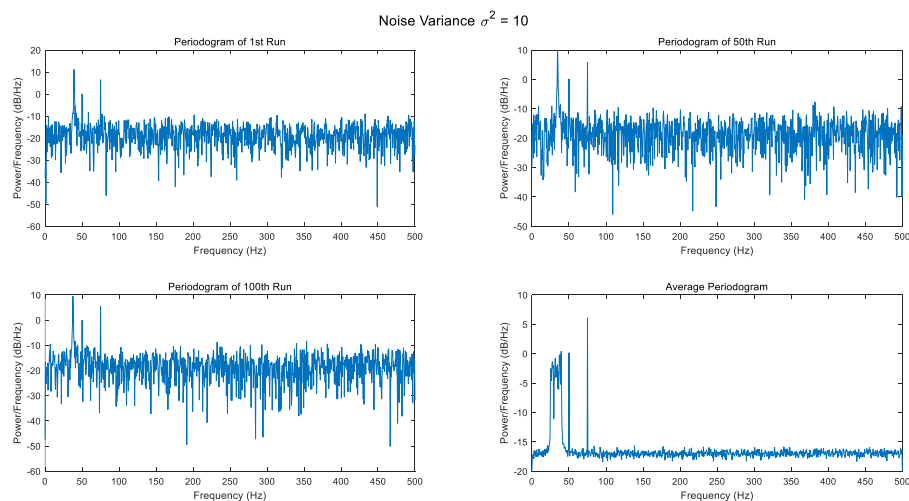 Noise Variance σ² = 10
Periodogram of 1st Run
Power/Frequency (dB/Hz)
20
10
0
-10
-20
-30
-40
-50
-60
0 50 100 150 200 250 300 350 400 450 500
Frequency (Hz)
Periodogram of 50th Run
Power/Frequency (dB/Hz)
10
0
-10
-20
-30
-40
-50
0 50 100 150 200 250 300 350 400 450 500
Frequency (Hz)
Periodogram of 100th Run
Power/Frequency (dB/Hz)
10
0
-10
-20
-30
-40
-50
-60
0 50 100 150 200 250 300 350 400 450 500
Frequency (Hz)
Average Periodogram
Power/Frequency (dB/Hz)
10
5
0
-5
-10
-15
-20
0 50 100 150 200 250 300 350 400 450 500
Frequency (Hz)